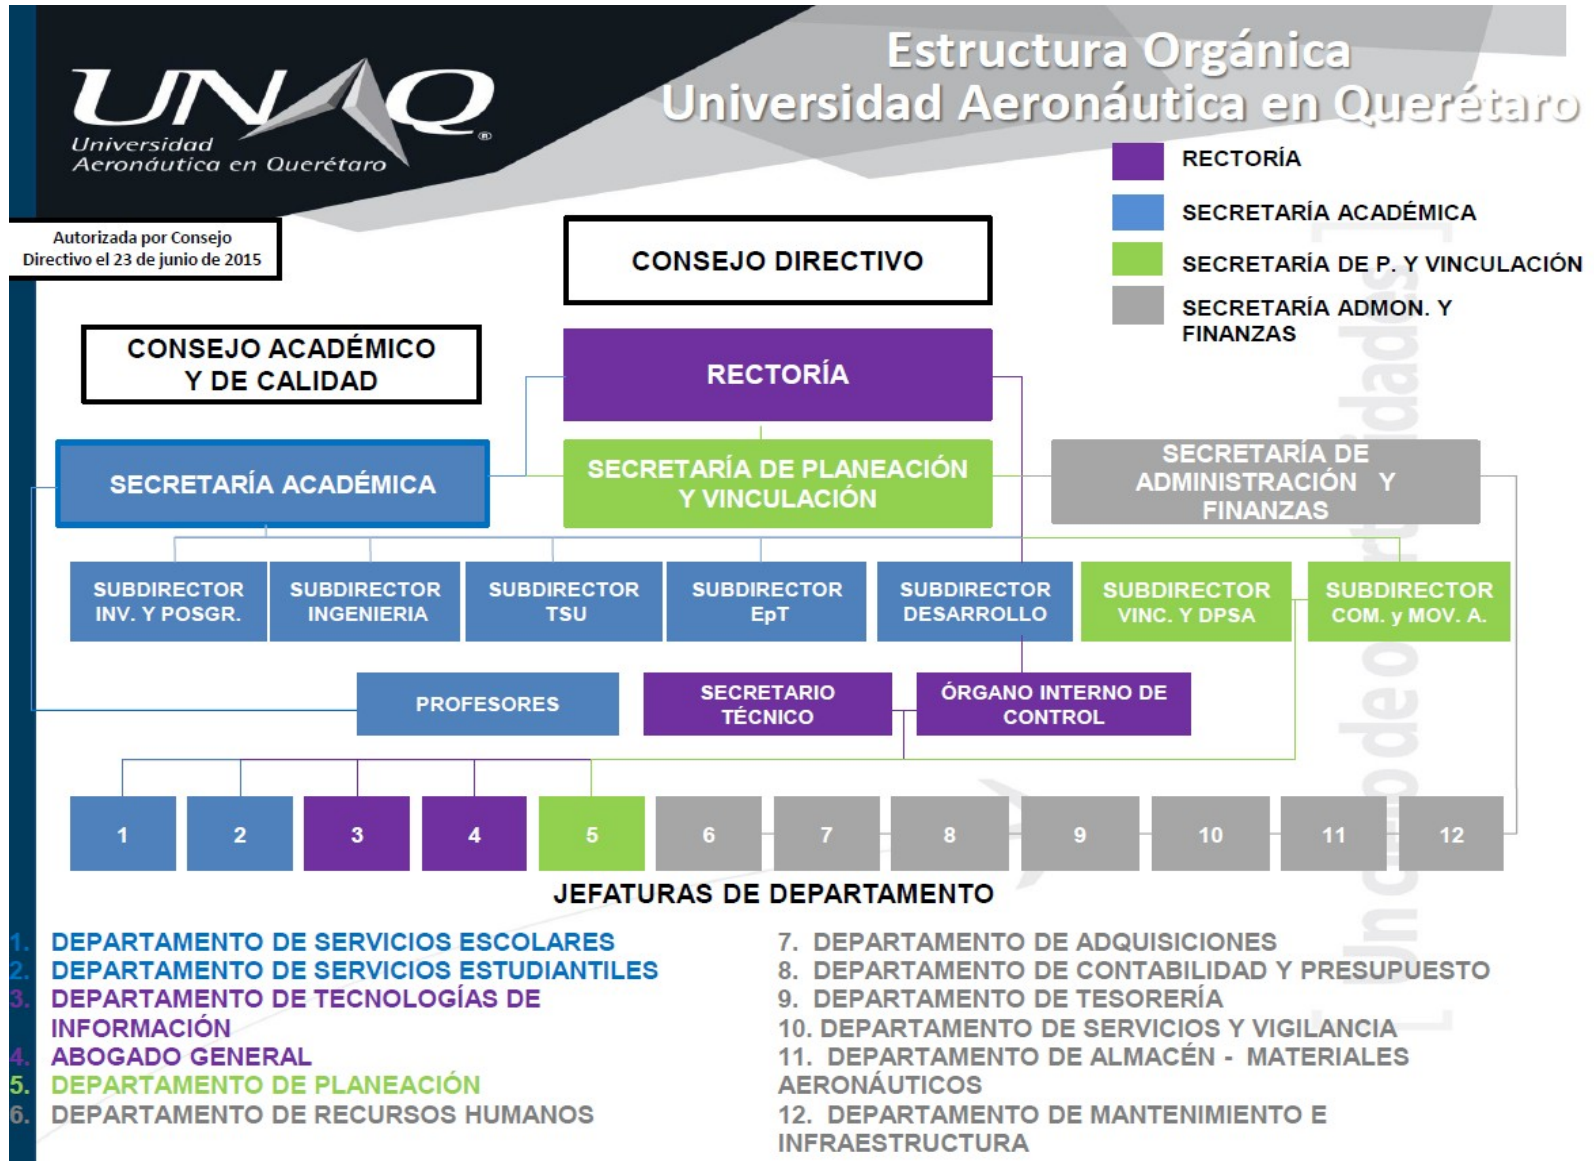 Estructura Orgánica
Universidad Aeronáutica en Querétaro
UNAQ
®
Universidad
Aeronáutica en Querétaro
RECTORÍA
SECRETARÍA ACADÉMICA
SECRETARÍA DE P. Y VINCULACIÓN
SECRETARÍA ADMON. Y
FINANZAS
Autorizada por Consejo
Directivo el 23 de junio de 2015
CONSEJO DIRECTIVO
CONSEJO ACADÉMICO
Y DE CALIDAD
RECTORÍA
SECRETARÍA ACADÉMICA
SECRETARÍA DE PLANEACIÓN
Y VINCULACIÓN
SECRETARÍA DE
ADMINISTRACIÓN Y
FINANZAS
SUBDIRECTOR
INV. Y POSGR.
SUBDIRECTOR
INGENIERIA
SUBDIRECTOR
TSU
SUBDIRECTOR
EpT
SUBDIRECTOR
DESARROLLO
SUBDIRECTOR
VINC. Y DPSA
SUBDIRECTOR
COM. y MOV. A.
PROFESORES
SECRETARIO
TÉCNICO
ÓRGANO INTERNO DE
CONTROL
1
2
3
4
5
6
7
8
9
10
11
12
JEFATURAS DE DEPARTAMENTO
1. DEPARTAMENTO DE SERVICIOS ESCOLARES
2. DEPARTAMENTO DE SERVICIOS ESTUDIANTILES
3. DEPARTAMENTO DE TECNOLOGÍAS DE
INFORMACIÓN
4. ABOGADO GENERAL
5. DEPARTAMENTO DE PLANEACIÓN
6. DEPARTAMENTO DE RECURSOS HUMANOS
7. DEPARTAMENTO DE ADQUISICIONES
8. DEPARTAMENTO DE CONTABILIDAD Y PRESUPUESTO
9. DEPARTAMENTO DE TESORERÍA
10. DEPARTAMENTO DE SERVICIOS Y VIGILANCIA
11. DEPARTAMENTO DE ALMACÉN - MATERIALES
AERONÁUTICOS
12. DEPARTAMENTO DE MANTENIMIENTO E
INFRAESTRUCTURA